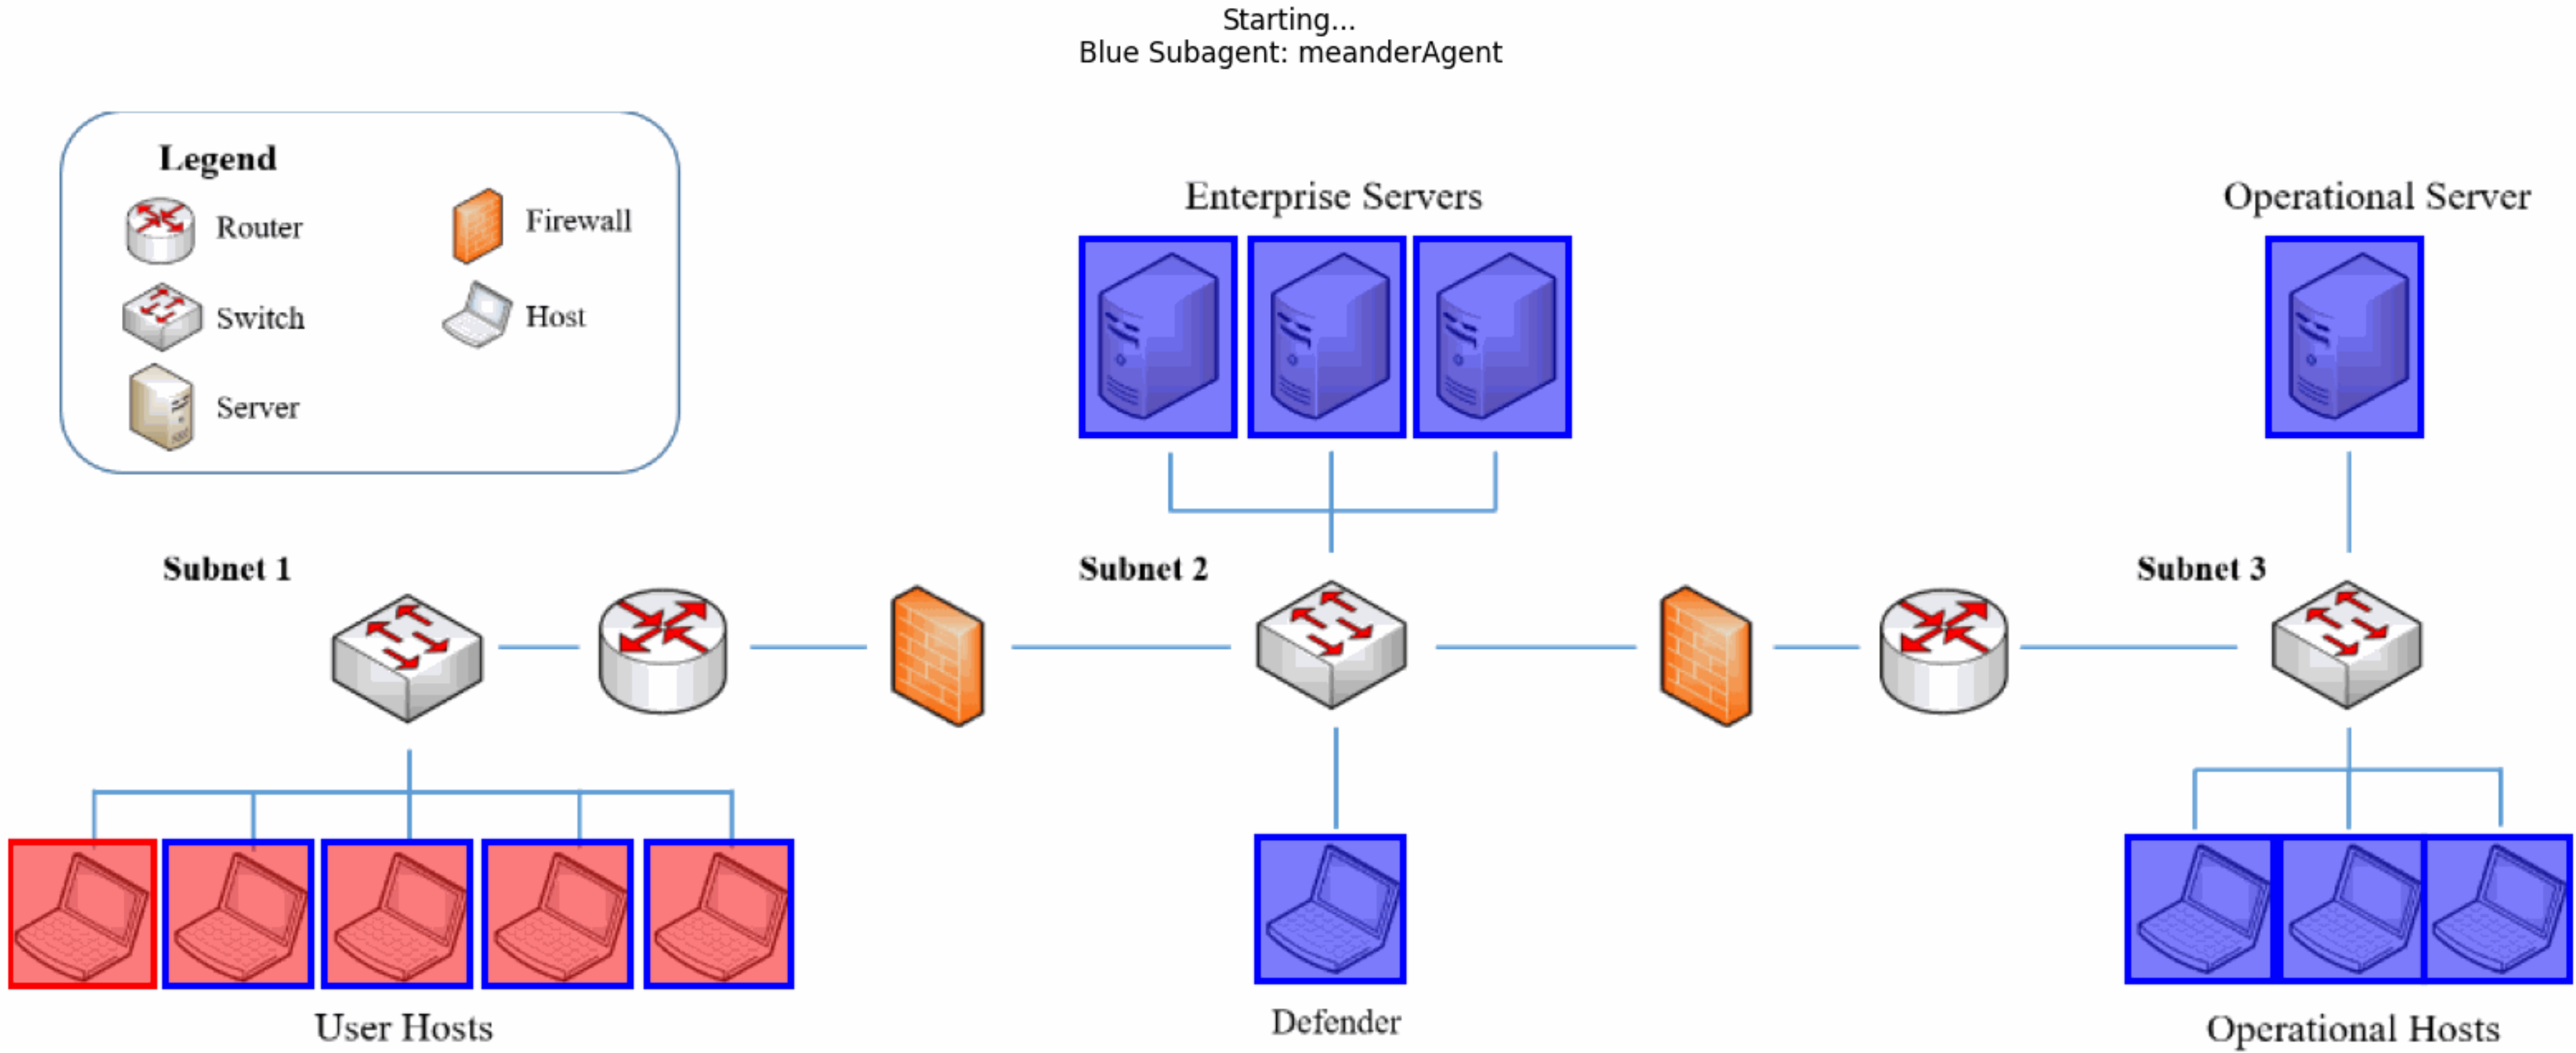 Starting...
Blue Subagent: meanderAgent
Legend
Router
Firewall
Switch
Host
Server
Enterprise Servers
Operational Server
Subnet 1
Subnet 2
Subnet 3
User Hosts
Defender
Operational Hosts